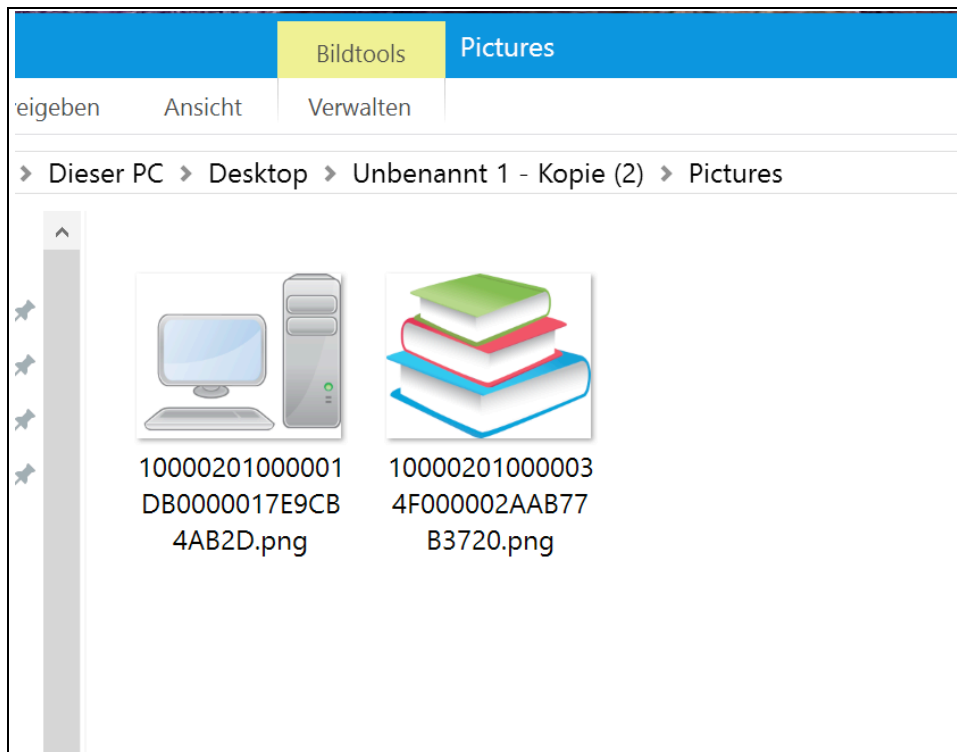 Bildtools Pictures
eigeben Ansicht Verwalten
Dieser PC > Desktop > Unbenannt 1 - Kopie (2) > Pictures
10000201000001
DB0000017E9CB
4AB2D.png
10000201000003
4F000002AAB77
B3720.png